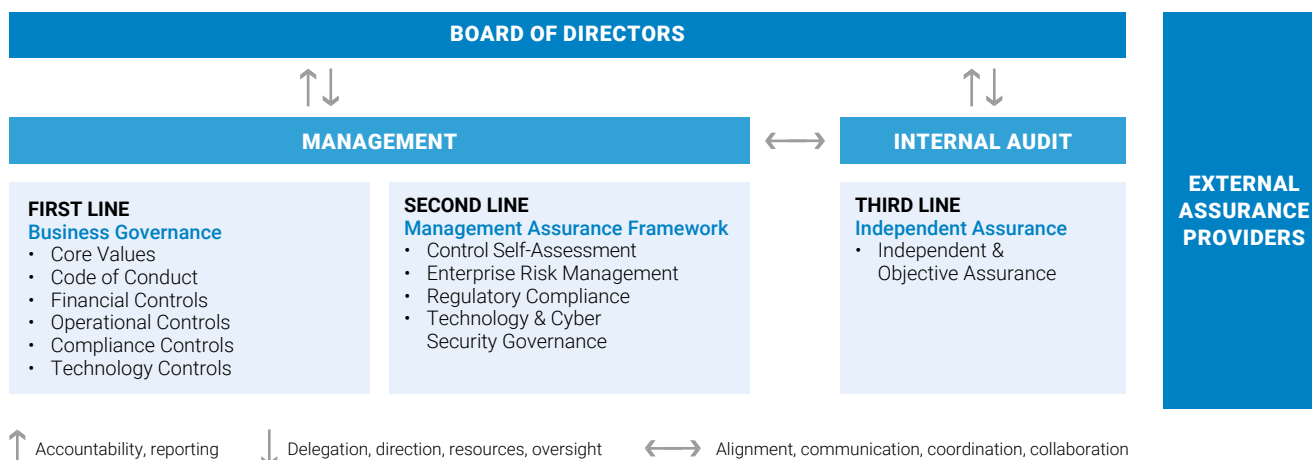 BOARD OF DIRECTORS
MANAGEMENT
INTERNAL AUDIT
FIRST LINE
Business Governance
• Core Values
• Code of Conduct
• Financial Controls
• Operational Controls
• Compliance Controls
• Technology Controls
SECOND LINE
Management Assurance Framework
• Control Self-Assessment
• Enterprise Risk Management
• Regulatory Compliance
• Technology & Cyber
Security Governance
THIRD LINE
Independent Assurance
• Independent &
Objective Assurance
EXTERNAL
ASSURANCE
PROVIDERS
Accountability, reporting
Delegation, direction, resources, oversight
Alignment, communication, coordination, collaboration